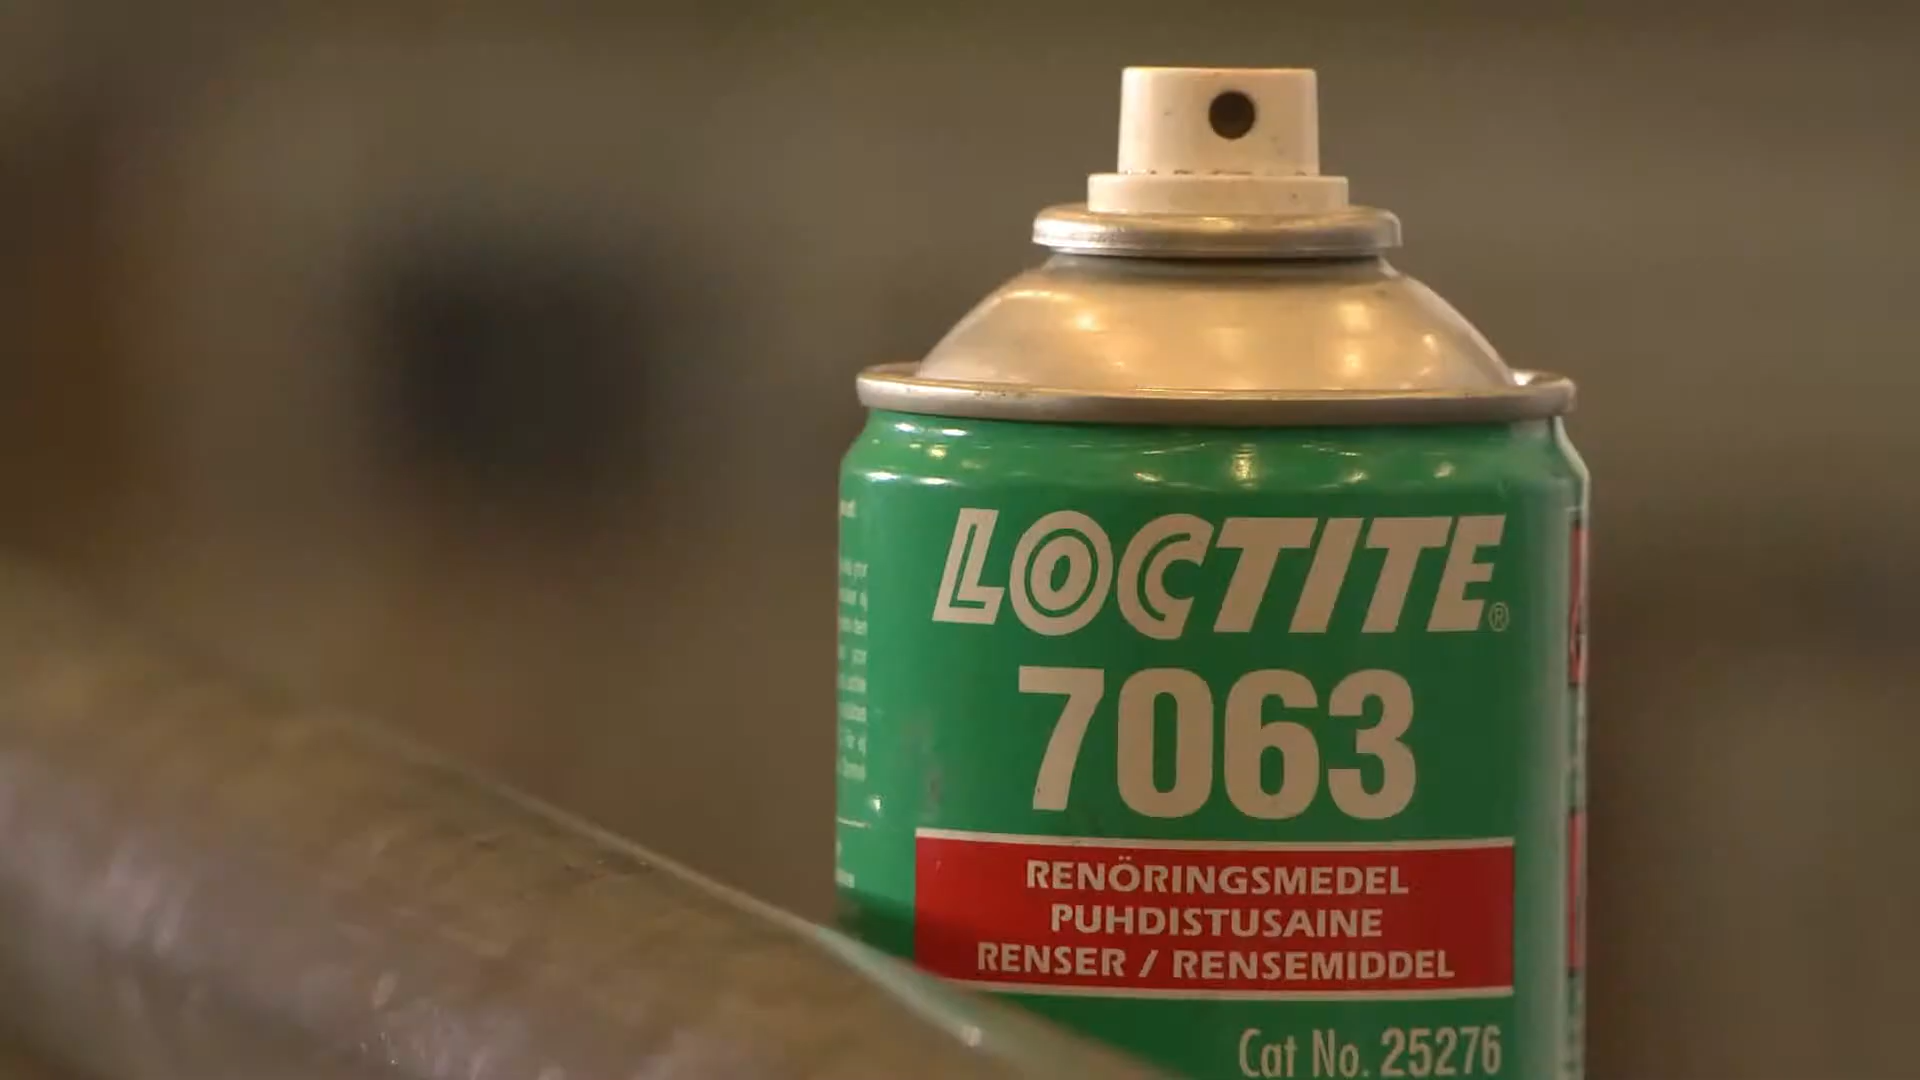 LOCTITE®
7063
RENÖRINGSMEDEL
PUHDISTUSAINE
RENSER / RENSEMIDDEL
Cat No. 25276